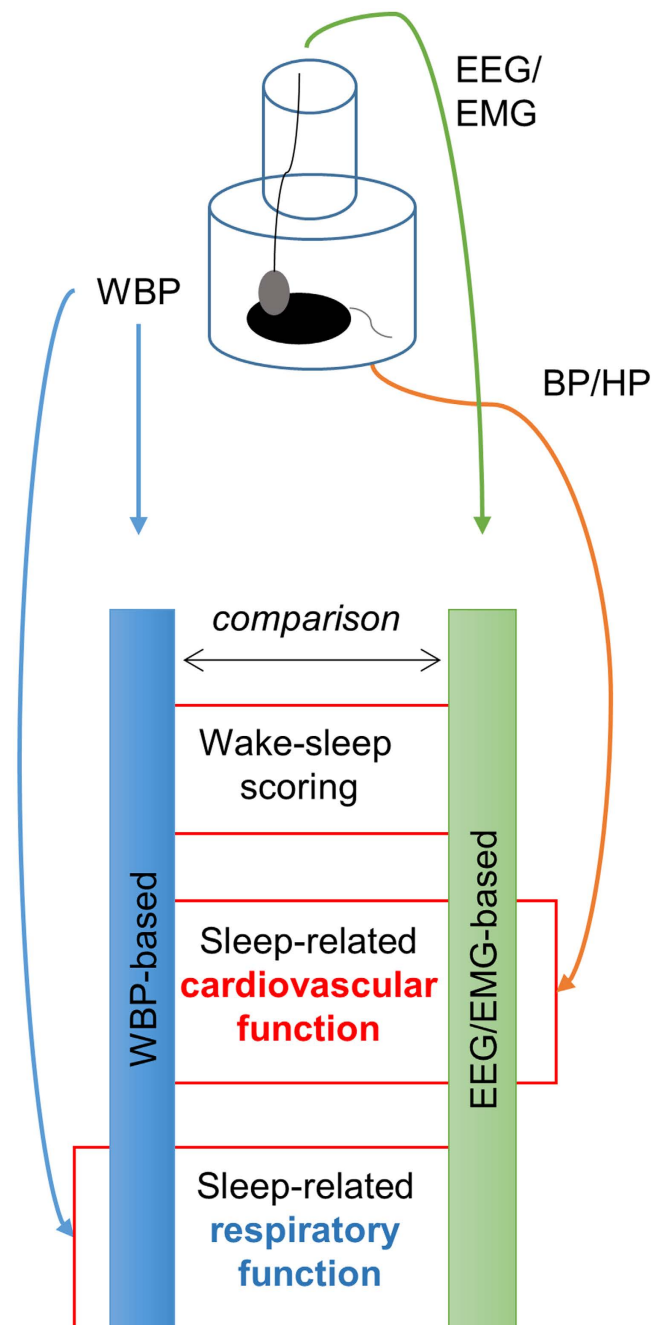 EEG/
EMG
WBP
BP/HP
comparison
Wake-sleep
scoring
WBP-based
EEG/EMG-based
Sleep-related
cardiovascular
function
Sleep-related
respiratory
function